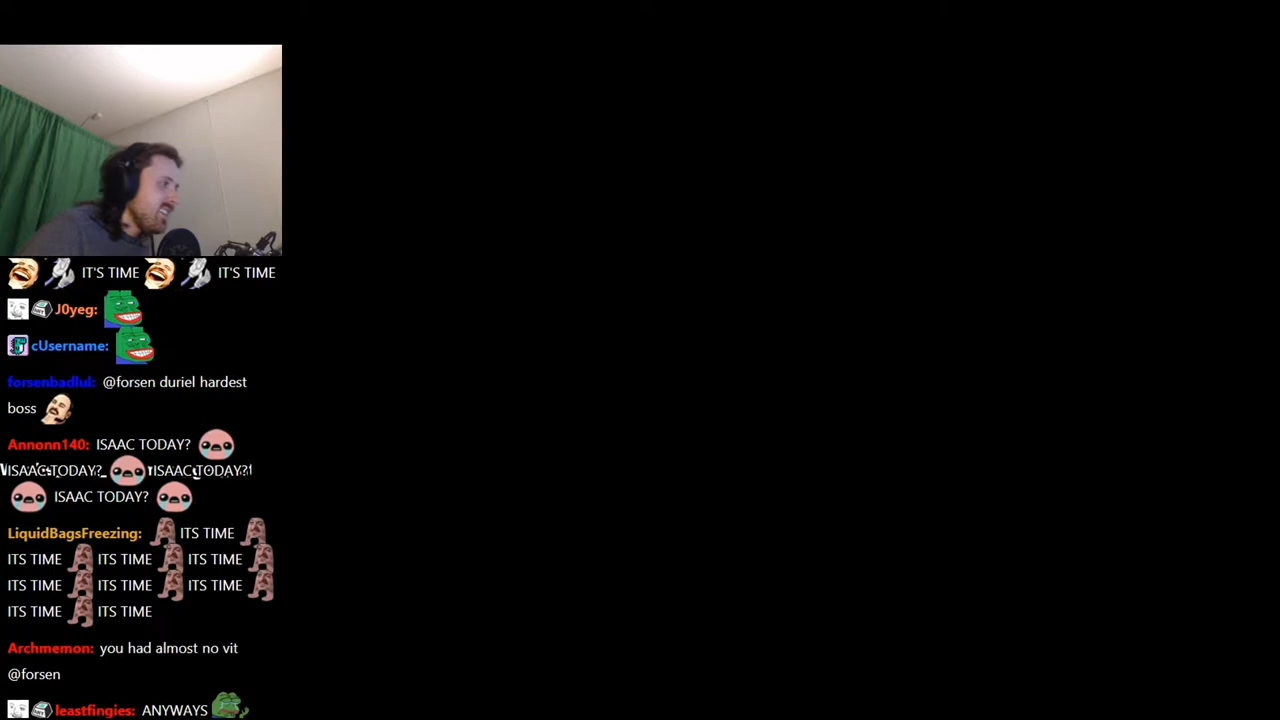 IT'S TIME IT'S TIME
J0yeg:
cUsername:
forsenbadlul: @forsen duriel hardest
boss
Annonn140: ISAAC TODAY?
ISAAC TODAY? ISAAC TODAY?
ISAAC TODAY?
LiquidBagsFreezing: ITS TIME
ITS TIME ITS TIME ITS TIME
ITS TIME ITS TIME ITS TIME
ITS TIME ITS TIME
Archmemon: you had almost no vit
@forsen
leastfingies: ANYWAYS